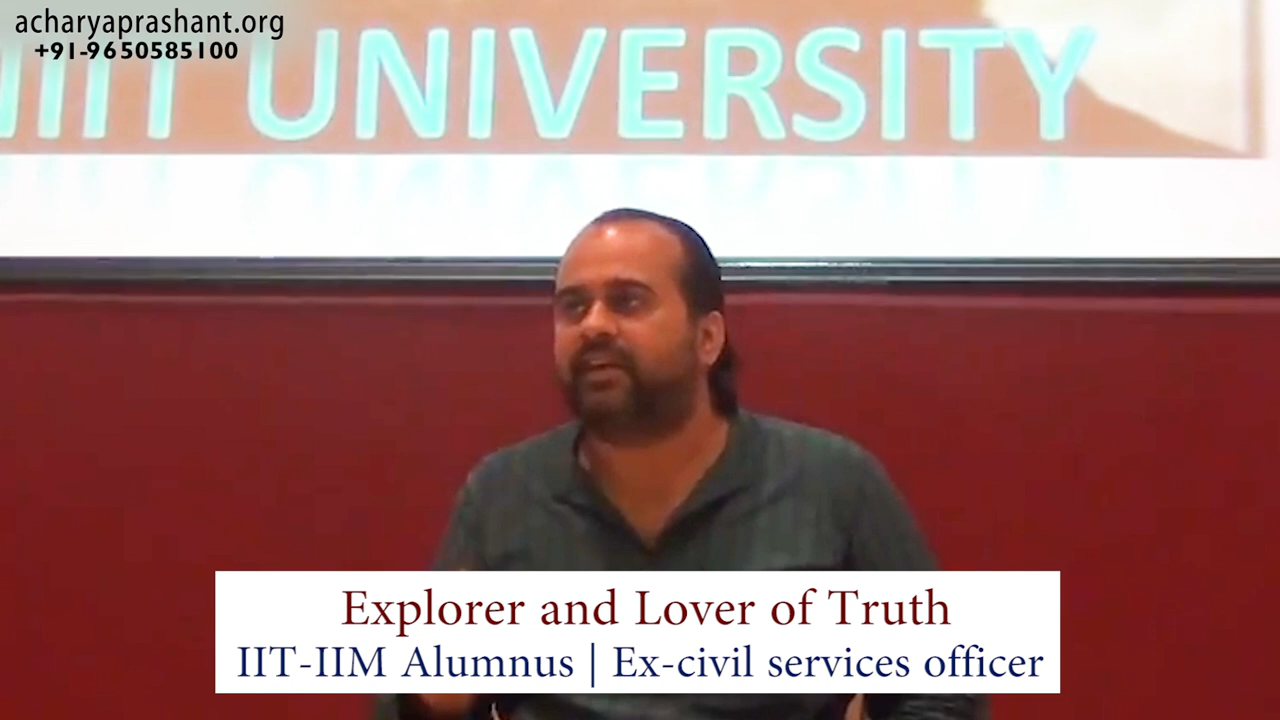 acharyaprashant.org
+91-9650585100
UNIVERSITY
Explorer and Lover of Truth
IIT-IIM Alumnus | Ex-civil services officer